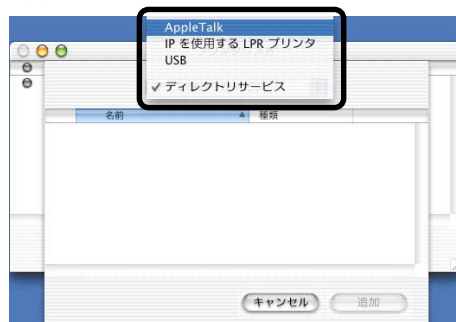 AppleTalk
IP を使用する LPR プリンタ
USB
✓ ディレクトリサービス
名前 種類
キャンセル 追加